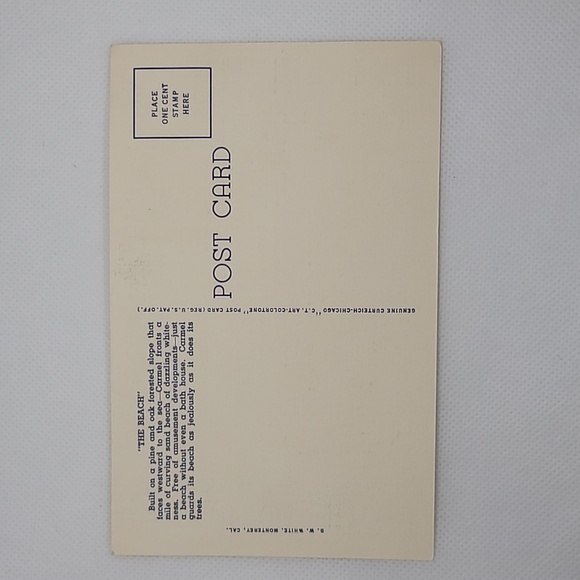 "THE BEACH"
Built on a pine and oak forested slope that
faces westward to the sea—Carmel fronts a
mile of curving sand beach of dazzling white-
ness. Free of amusement developments—just
a beach without even a bath house. Carmel
guards its beach as jealously as it does its
trees.
POST CARD
PLACE
ONE CENT
STAMP
HERE
GENUINE CURTEICH-CHICAGO "C.T. ART-COLORTONE" POST CARD (REG. U.S. PAT. OFF.)
R. W. WHITE, MONTEREY, CAL.